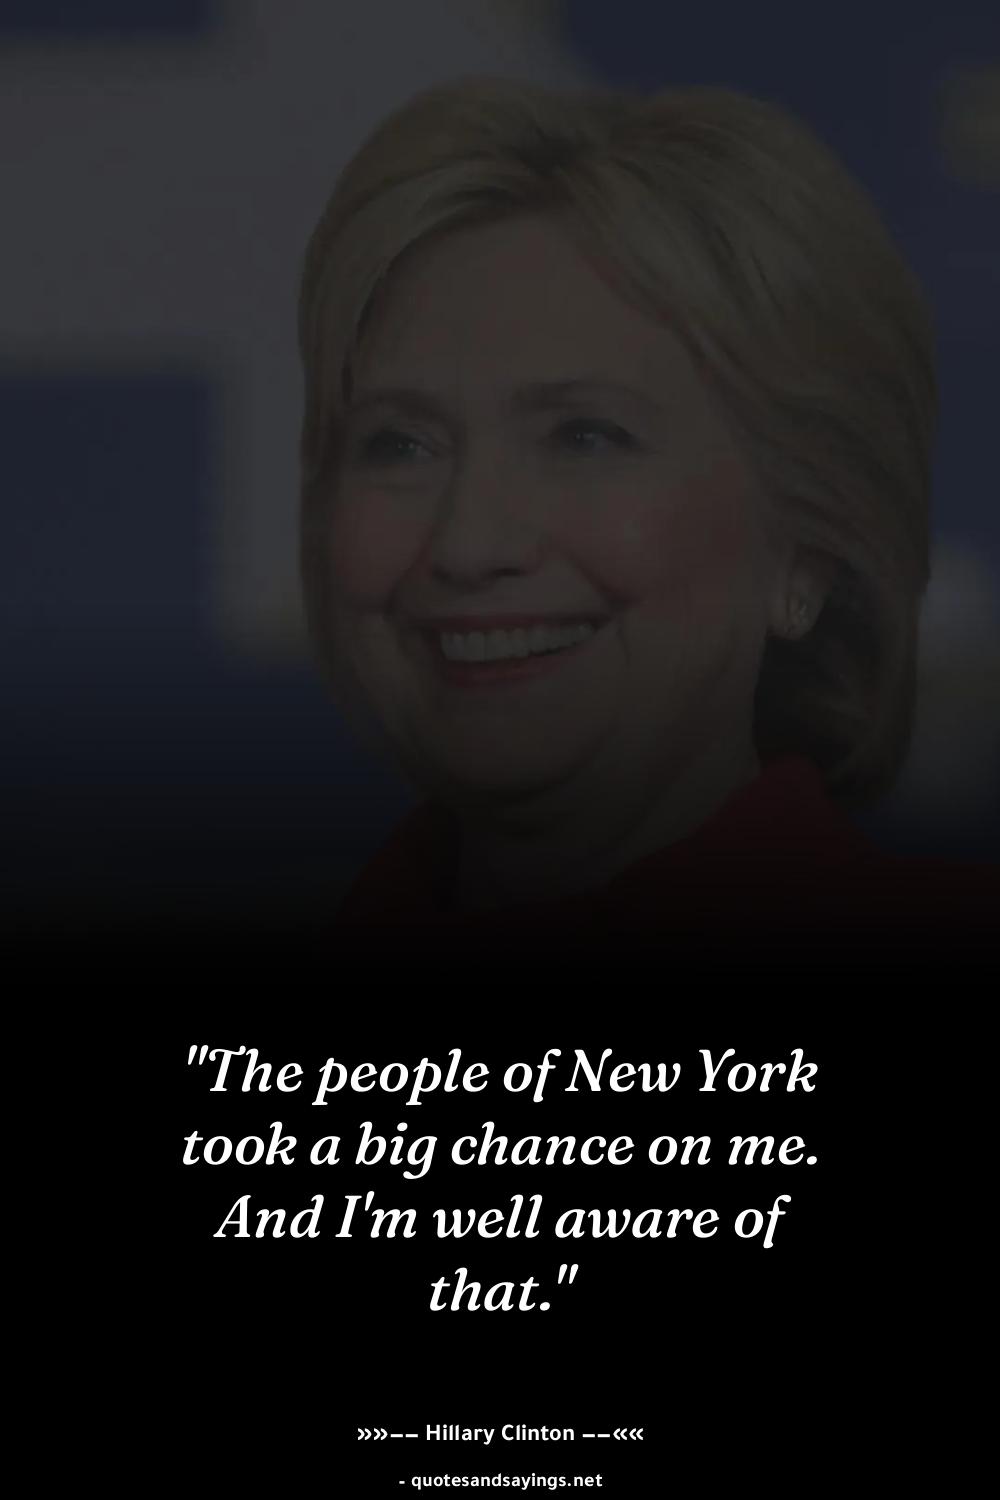 "The people of New York
took a big chance on me.
And I'm well aware of
that."
»»–– Hillary Clinton ––««
- quotesandsayings.net